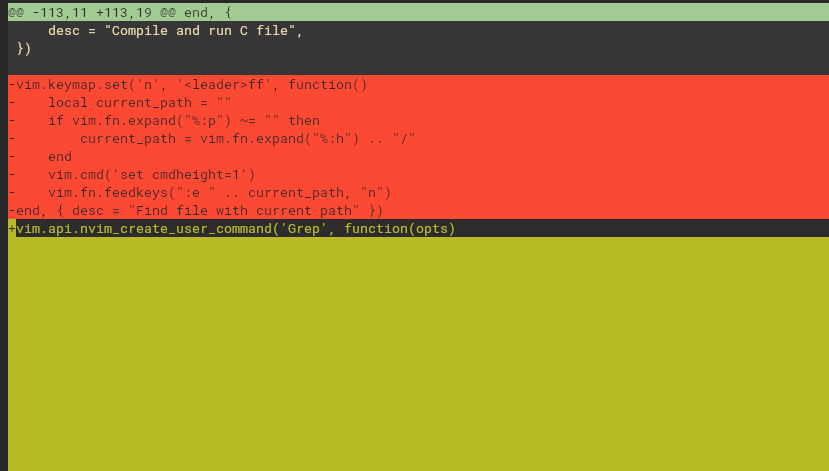 @@ -113,11 +113,19 @@ end, {
     desc = "Compile and run C file",
 })
-vim.keymap.set('n', '<leader>ff', function()
-    local current_path = ""
-    if vim.fn.expand("%:p") ~= "" then
-        current_path = vim.fn.expand("%:h") .. "/"
-    end
-    vim.cmd('set cmdheight=1')
-    vim.fn.feedkeys(":e " .. current_path, "n")
-end, { desc = "Find file with current path" })
+vim.api.nvim_create_user_command('Grep', function(opts)